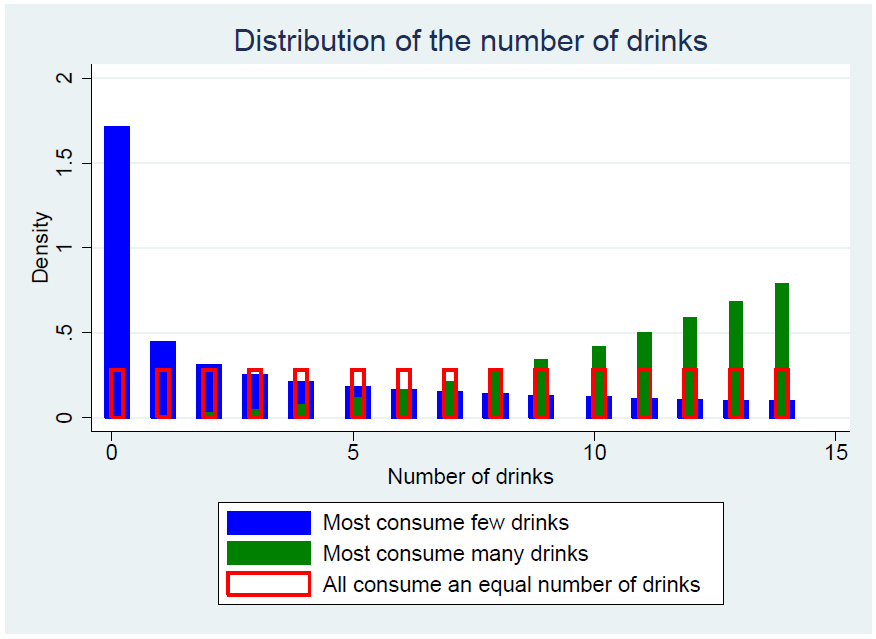 Distribution of the number of drinks
Density
2
1.5
1
.5
0
0 5 10 15
Number of drinks
Most consume few drinks
Most consume many drinks
All consume an equal number of drinks